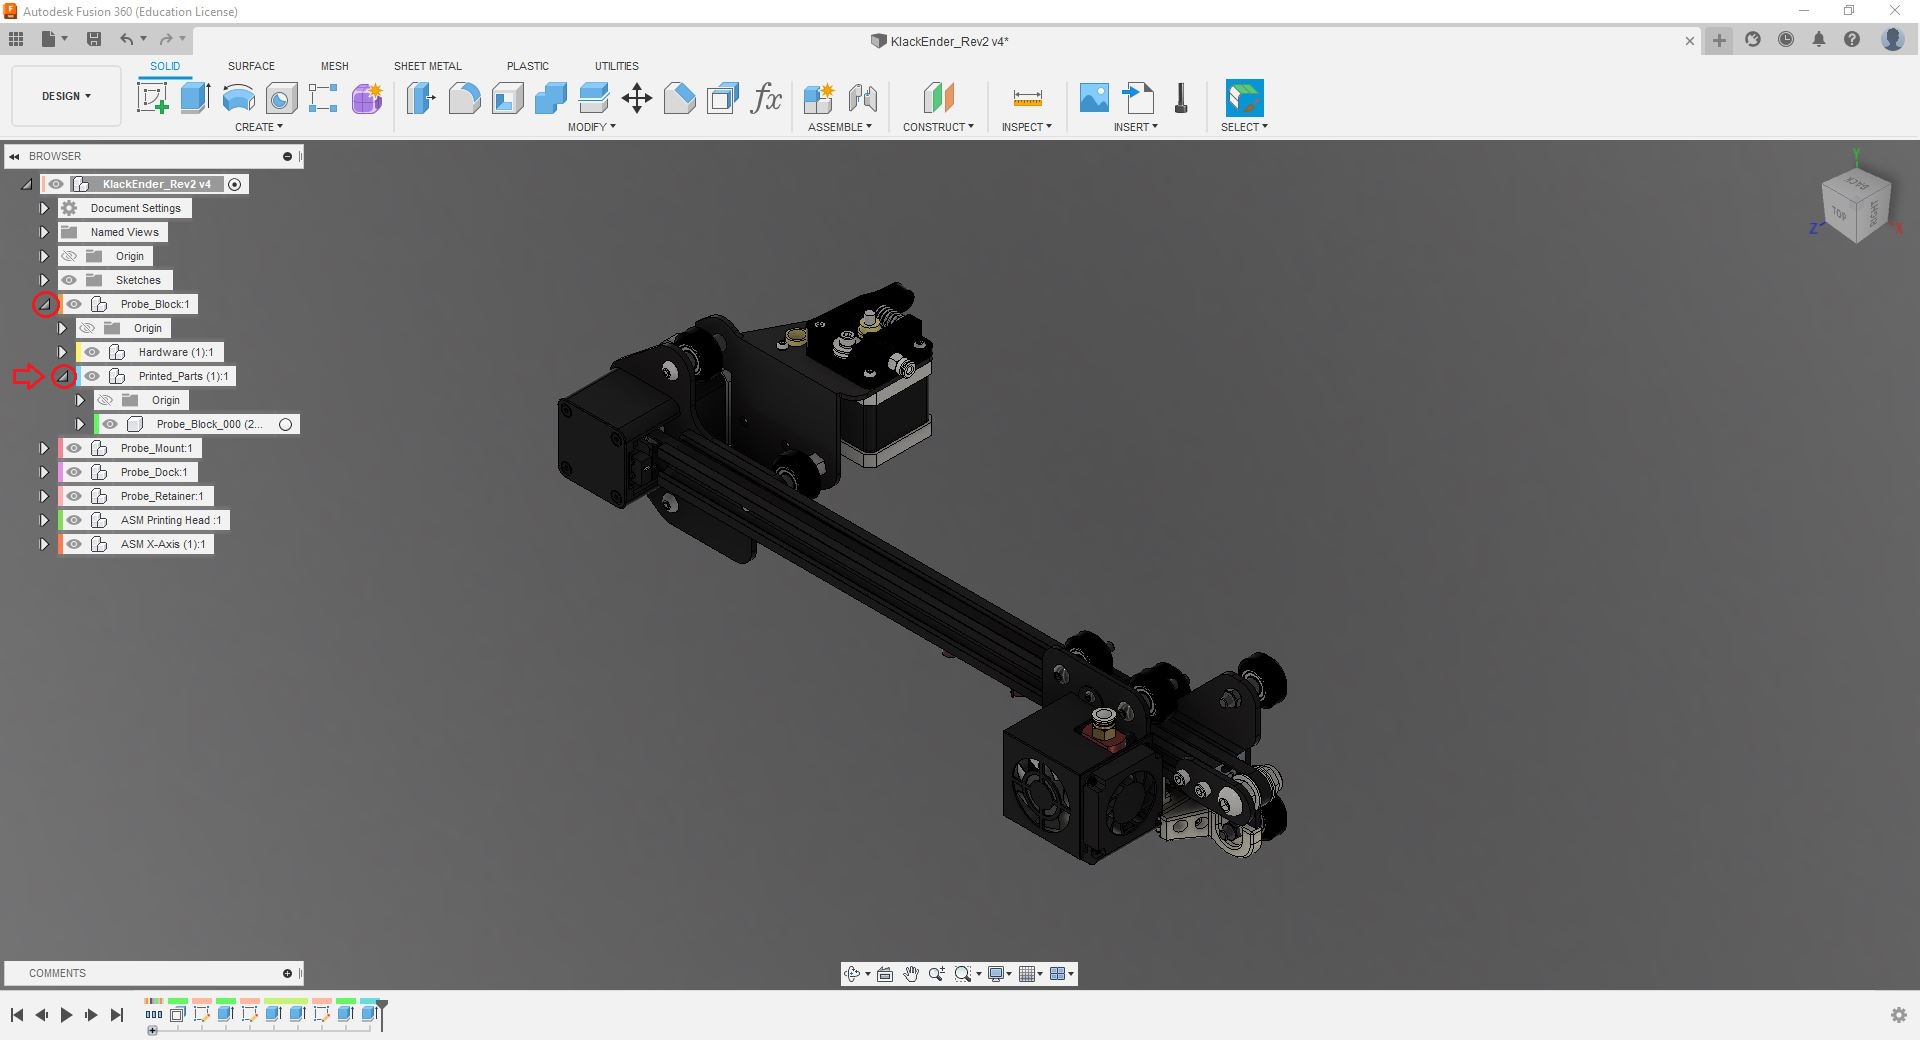 Autodesk Fusion 360 (Education License)
KlackEnder_Rev2 v4*
DESIGN
SOLID SURFACE MESH SHEET METAL PLASTIC UTILITIES
fx
CREATE MODIFY ASSEMBLE CONSTRUCT INSPECT INSERT SELECT
BROWSER
KlackEnder_Rev2 v4
Document Settings
Named Views
Origin
Sketches
Probe_Block:1
Origin
Hardware (1):1
Printed_Parts (1):1
Origin
Probe_Block_000 (2...
Probe_Mount:1
Probe_Dock:1
Probe_Retainer:1
ASM Printing Head :1
ASM X-Axis (1):1
Y
BACK
TOP
RIGHT
Z
X
COMMENTS